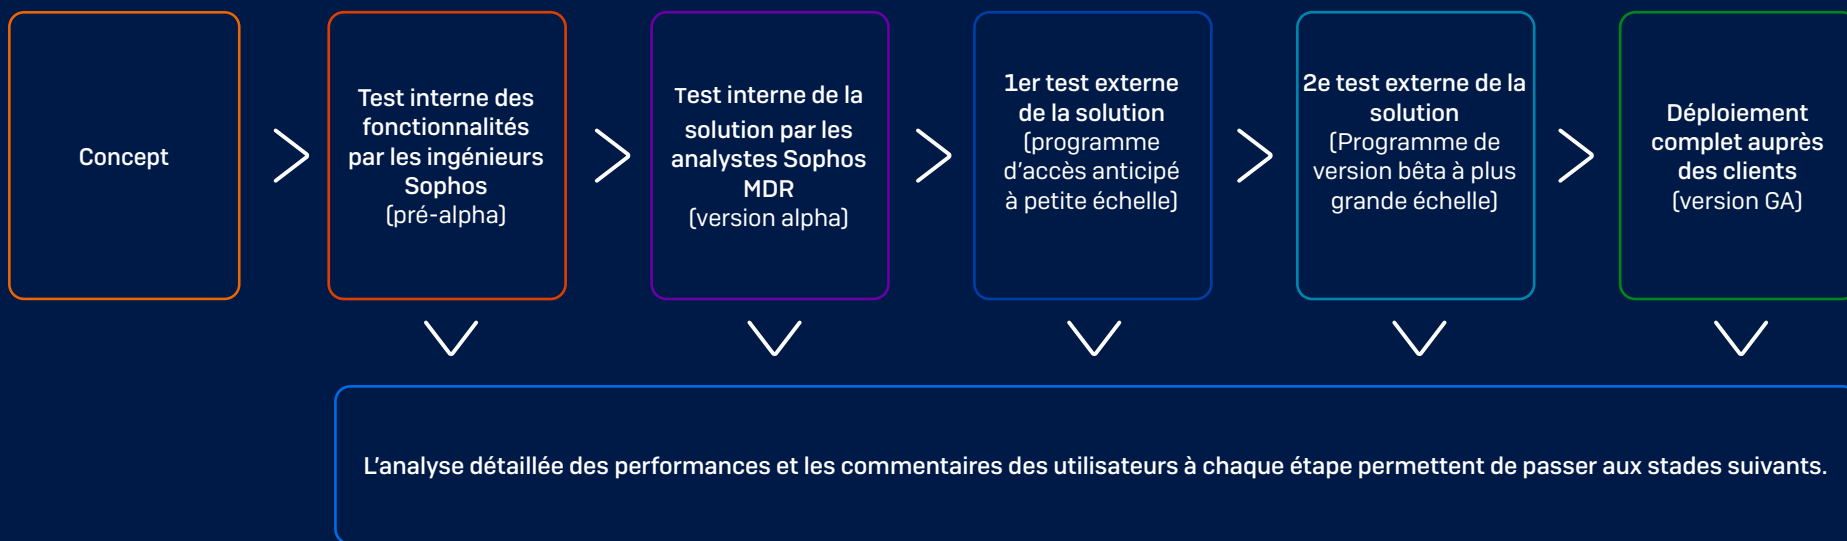 Concept
Test interne des
fonctionnalités
par les ingénieurs
Sophos
(pré-alpha)
Test interne de la
solution par les
analystes Sophos
MDR
(version alpha)
1er test externe
de la solution
(programme
d'accès anticipé
à petite échelle)
2e test externe de la
solution
(Programme de
version bêta à plus
grande échelle)
Déploiement
complet auprès
des clients
(version GA)
L'analyse détaillée des performances et les commentaires des utilisateurs à chaque étape permettent de passer aux stades suivants.